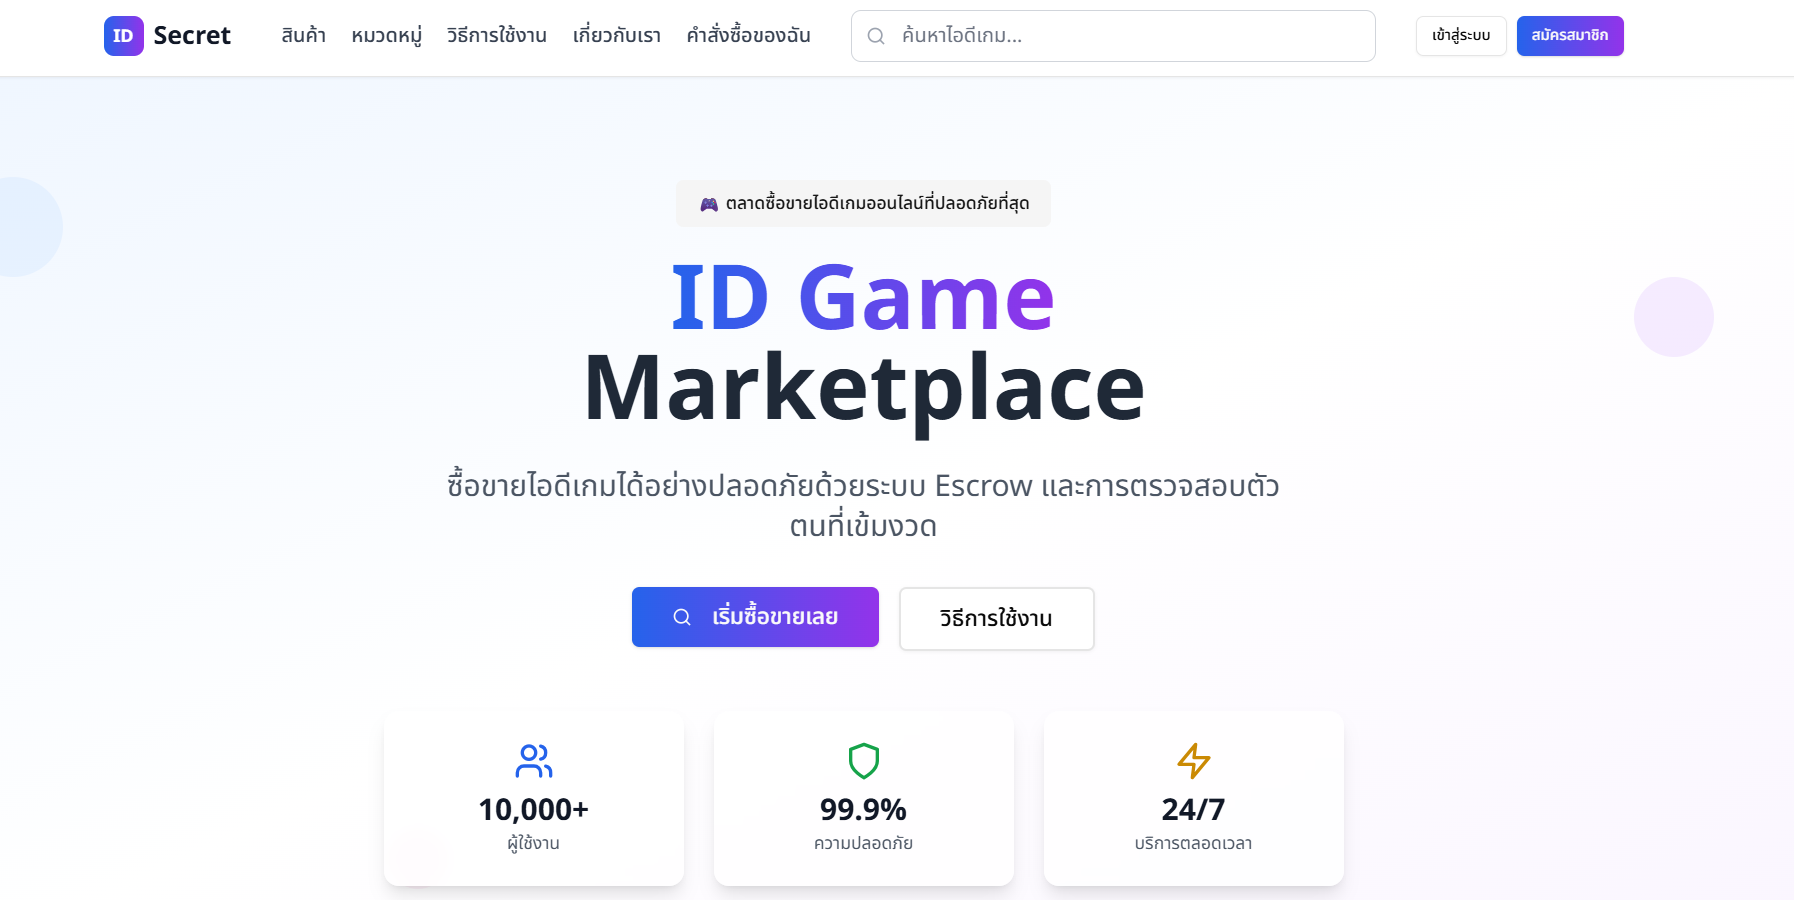 ID Secret
สินค้า
หมวดหมู่
วิธีการใช้งาน
เกี่ยวกับเรา
คำสั่งซื้อของฉัน
ค้นหาไอดีเกม...
เข้าสู่ระบบ
สมัครสมาชิก
🎮 ตลาดซื้อขายไอดีเกมออนไลน์ที่ปลอดภัยที่สุด
ID Game
Marketplace
ซื้อขายไอดีเกมได้อย่างปลอดภัยด้วยระบบ Escrow และการตรวจสอบตัว
ตนที่เข้มงวด
เริ่มซื้อขายเลย
วิธีการใช้งาน
10,000+
ผู้ใช้งาน
99.9%
ความปลอดภัย
24/7
บริการตลอดเวลา